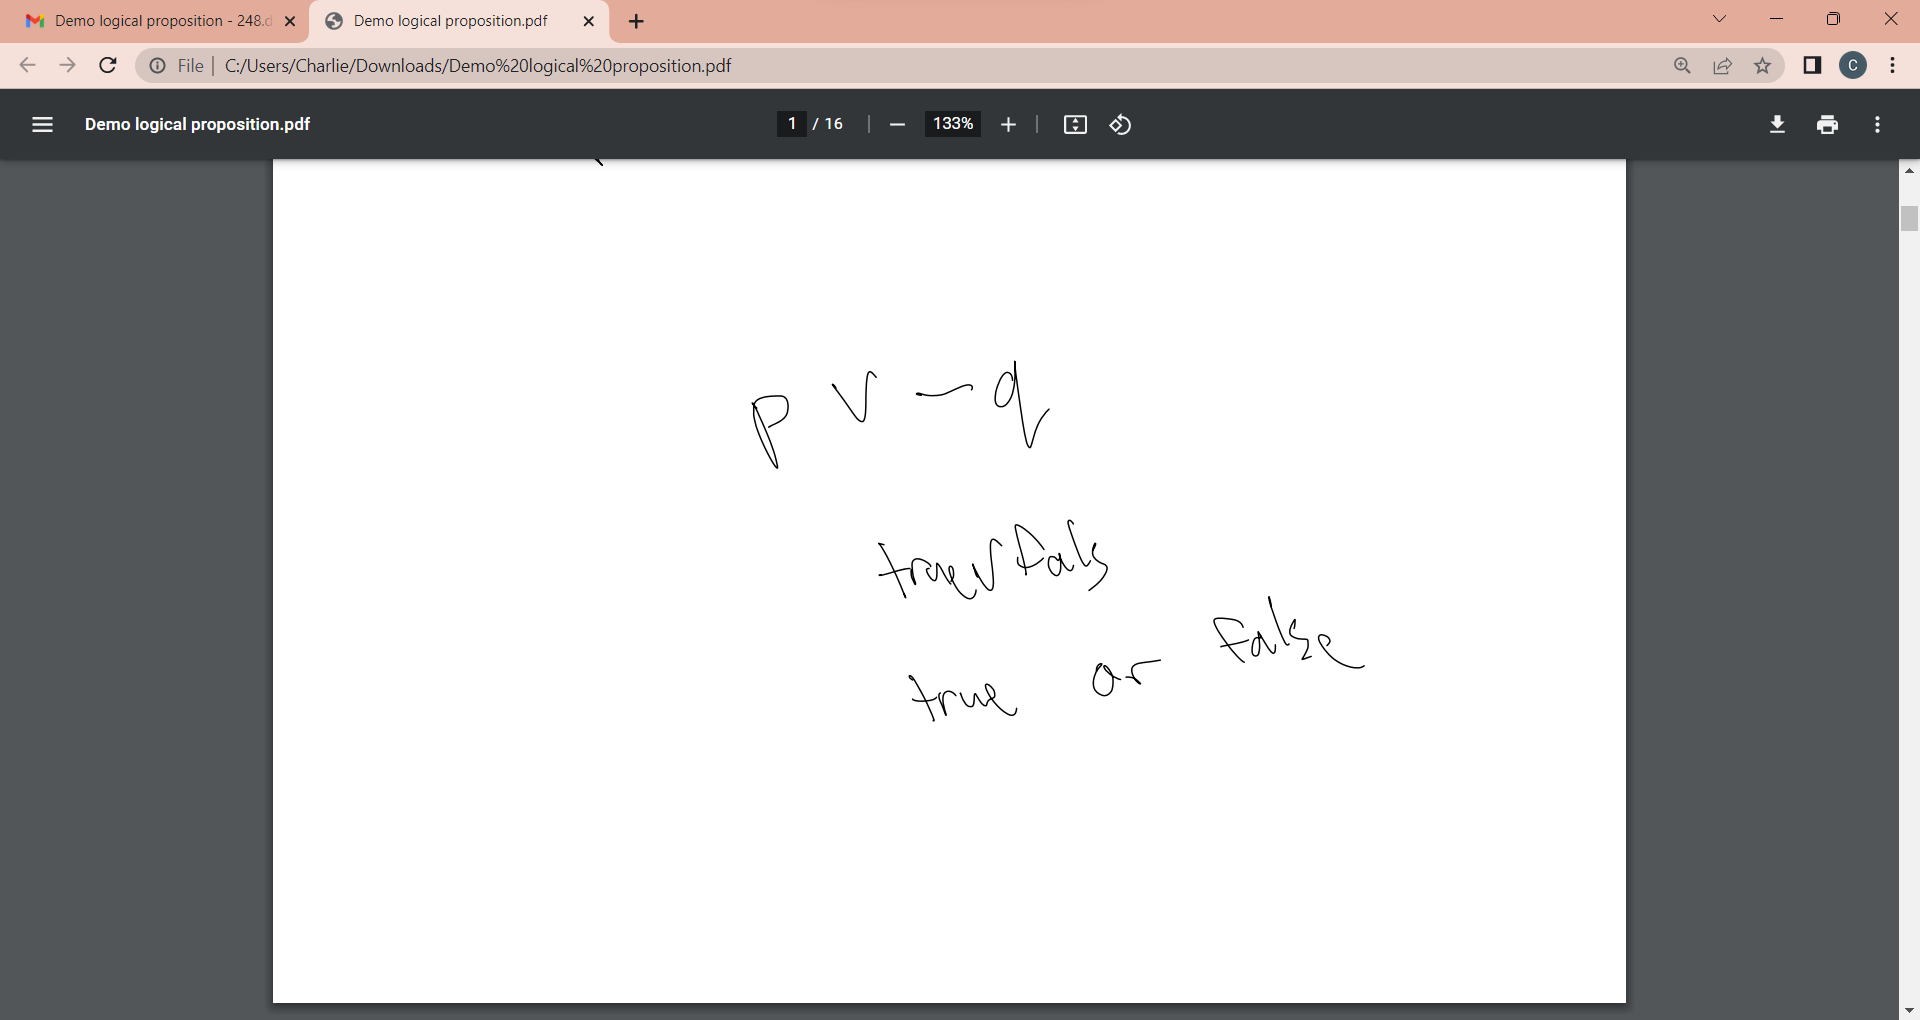 Demo logical proposition - 248.d
Demo logical proposition.pdf
File | C:/Users/Charlie/Downloads/Demo%20logical%20proposition.pdf
C
Demo logical proposition.pdf
1 / 16
133%
p v ~ q
true v fals
true or false